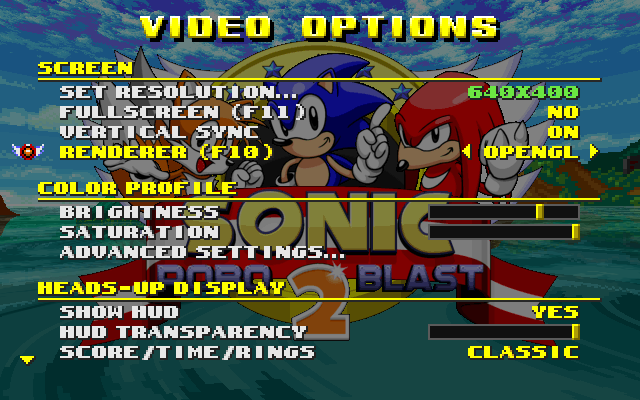 VIDEO OPTIONS
SCREEN
SET RESOLUTION... 640X400
FULLSCREEN (F11) NO
VERTICAL SYNC ON
RENDERER (F10) OPENGL
COLOR PROFILE
BRIGHTNESS
SATURATION
ADVANCED SETTINGS...
SONIC
ROBO BLAST
2
HEADS-UP DISPLAY
SHOW HUD YES
HUD TRANSPARENCY
SCORE/TIME/RINGS CLASSIC